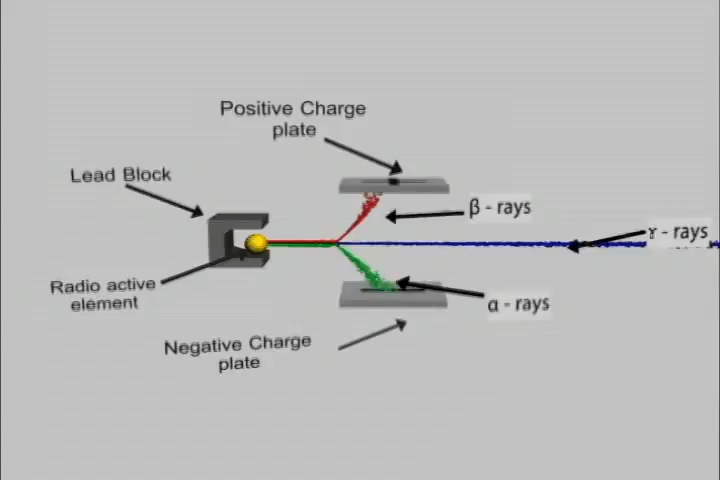 Positive Charge
plate
Lead Block
β - rays
γ - rays
Radio active
element
α - rays
Negative Charge
plate